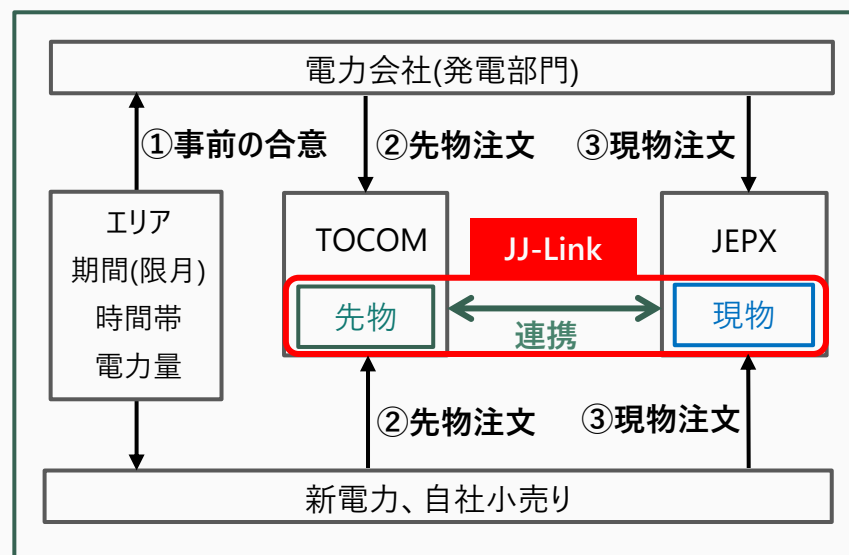 電力会社(発電部門)
①事前の合意
②先物注文
③現物注文
エリア
期間(限月)
時間帯
電力量
TOCOM
JJ-Link
JEPX
先物
連携
現物
②先物注文
③現物注文
新電力、自社小売り